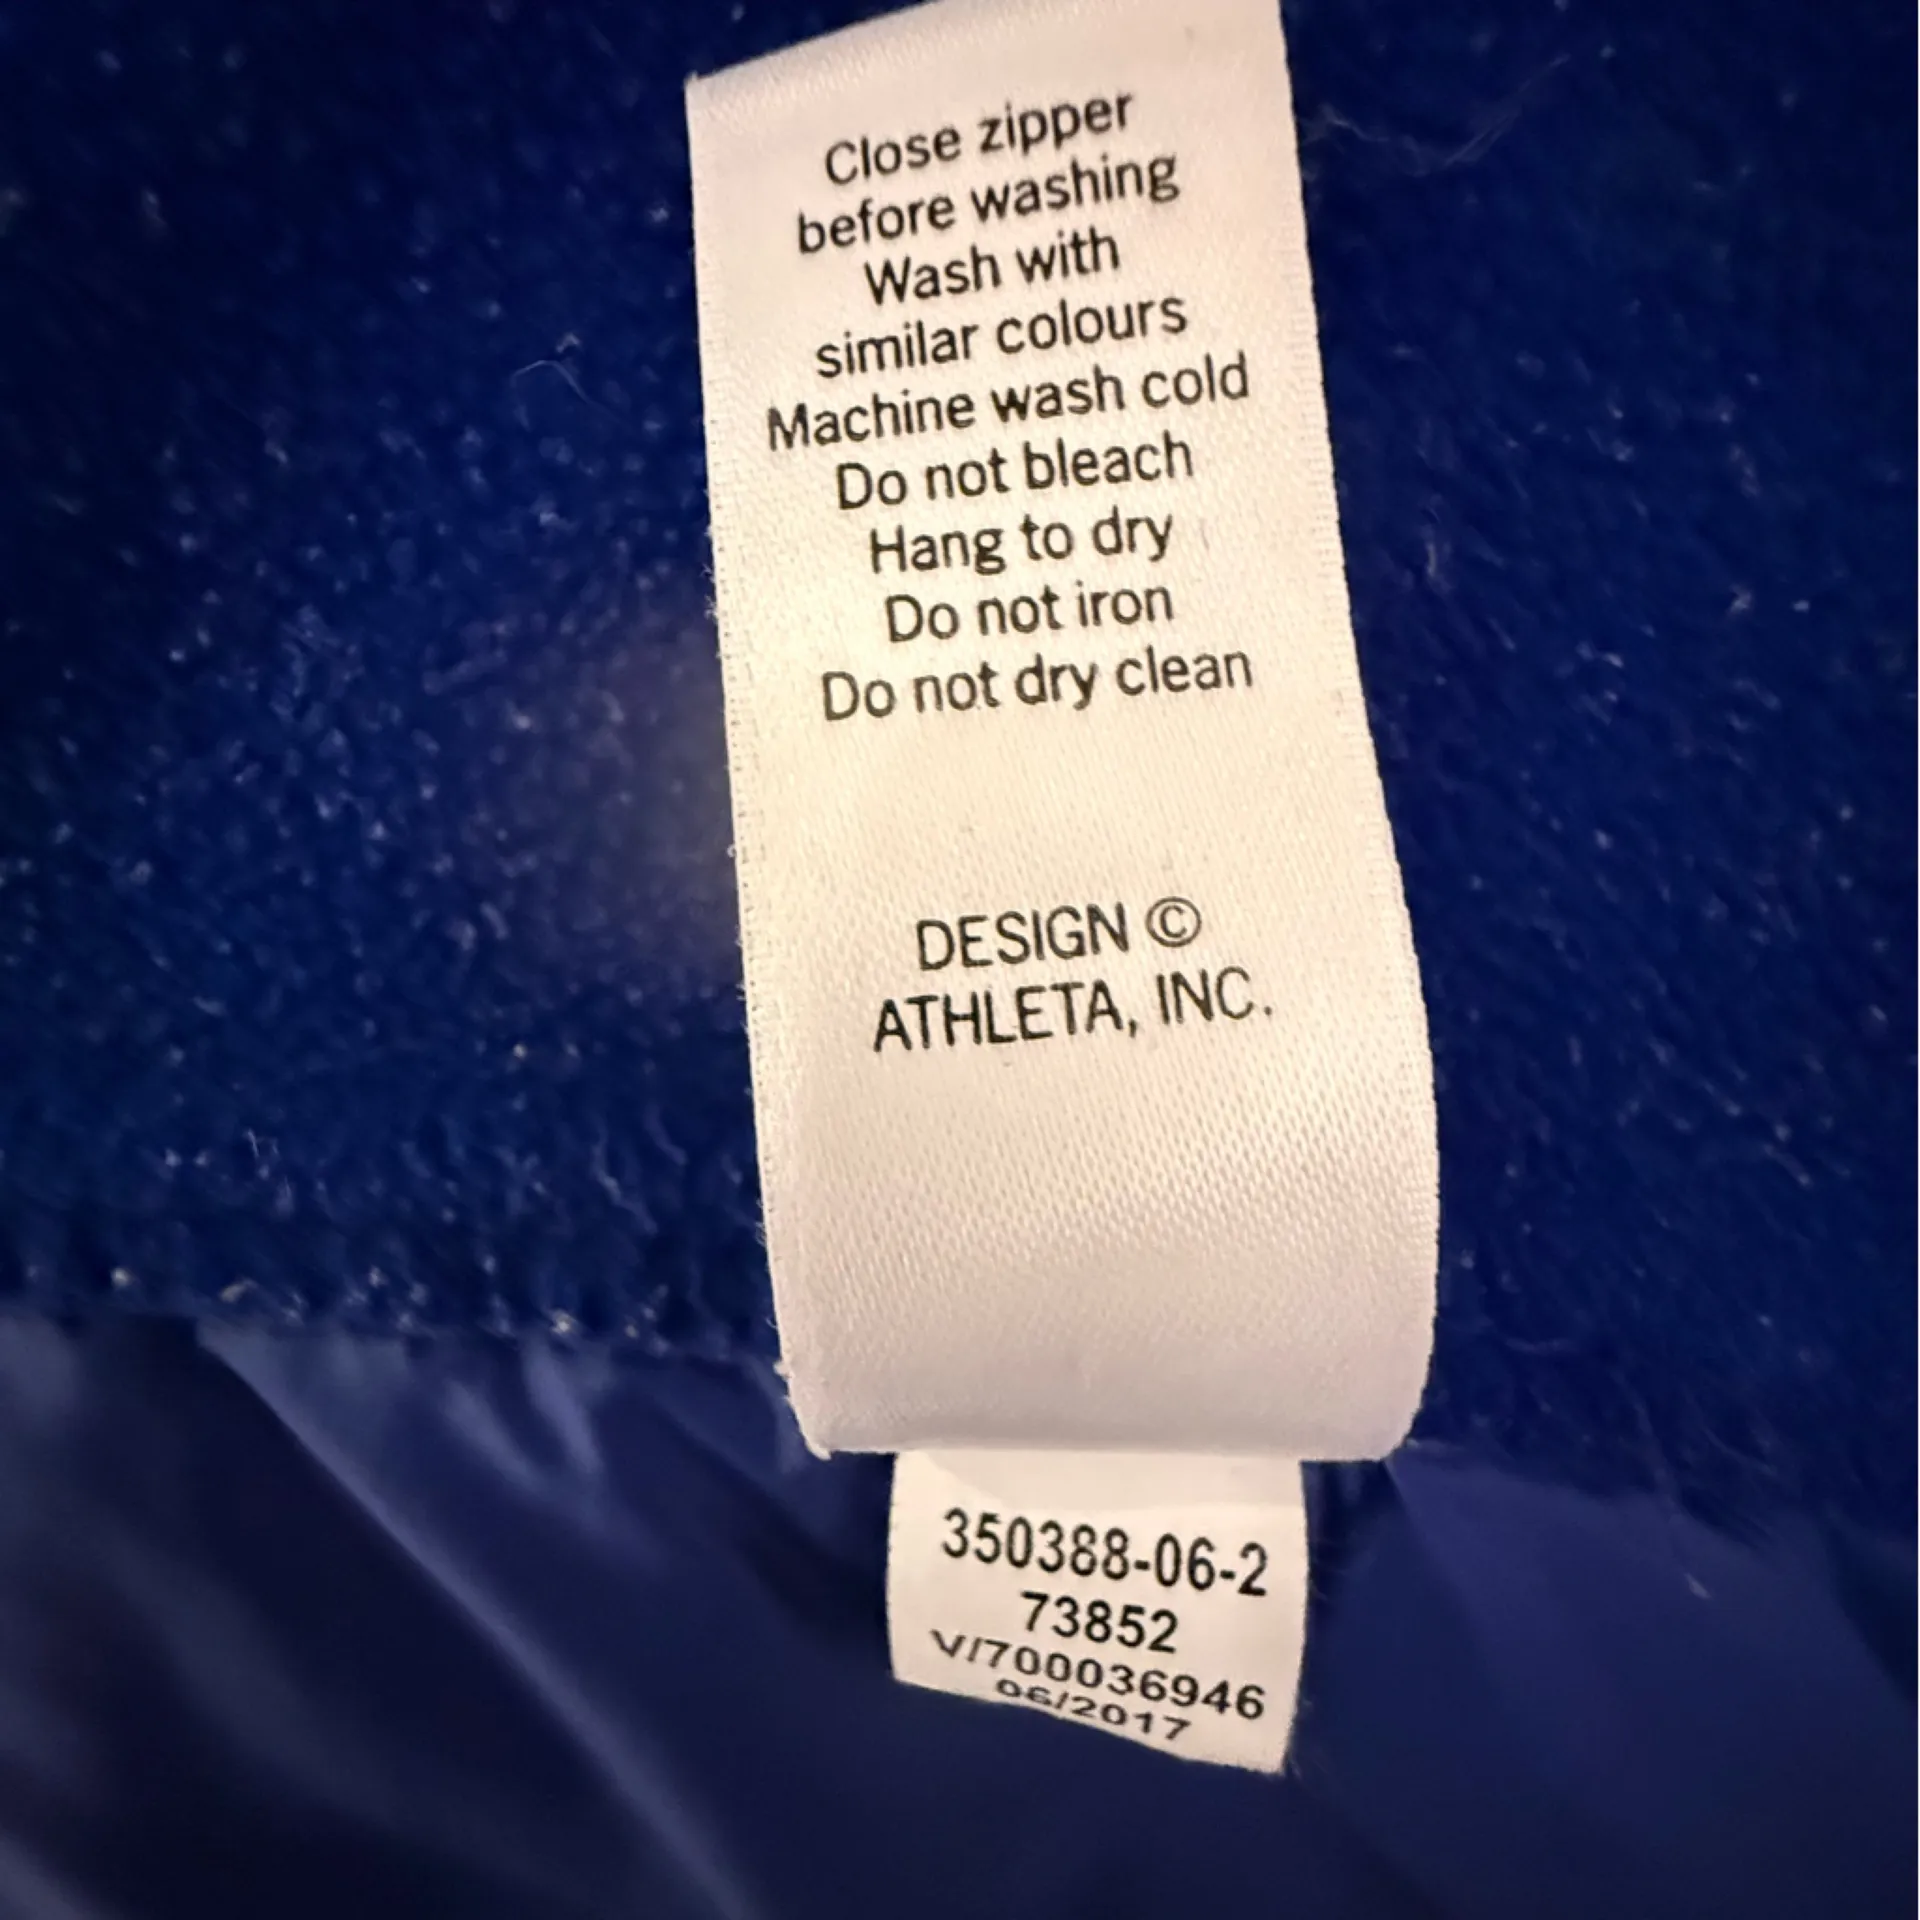 Close zipper
before washing
Wash with
similar colours
Machine wash cold
Do not bleach
Hang to dry
Do not iron
Do not dry clean
DESIGN ©
ATHLETA, INC.
350388-06-2
73852
V/700036946
06/2017